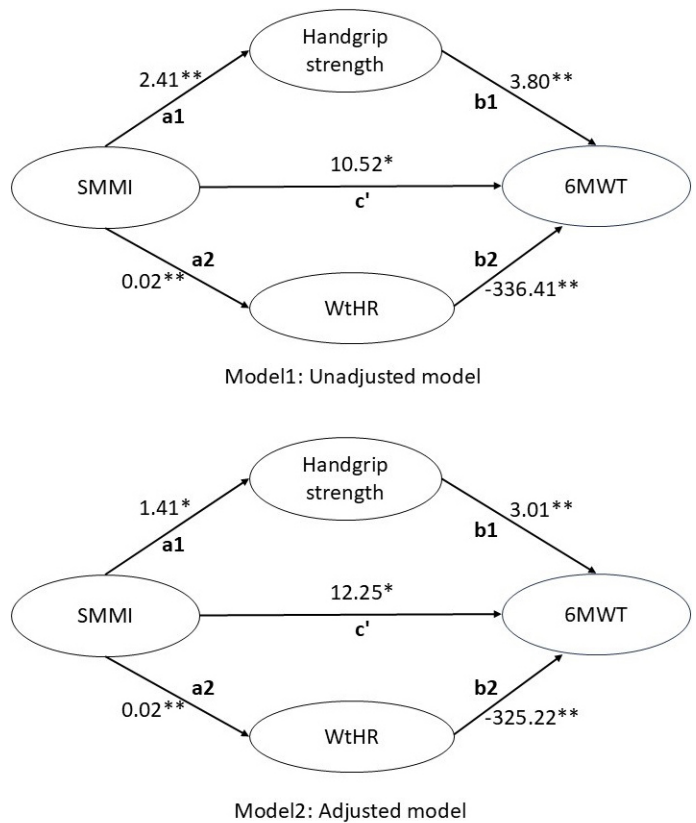 Handgrip
strength
2.41**
a1
3.80**
b1
SMMI
10.52*
c'
6MWT
a2
0.02**
b2
-336.41**
WtHR
Model1: Unadjusted model
Handgrip
strength
1.41*
a1
3.01**
b1
SMMI
12.25*
c'
6MWT
a2
0.02**
b2
-325.22**
WtHR
Model2: Adjusted model